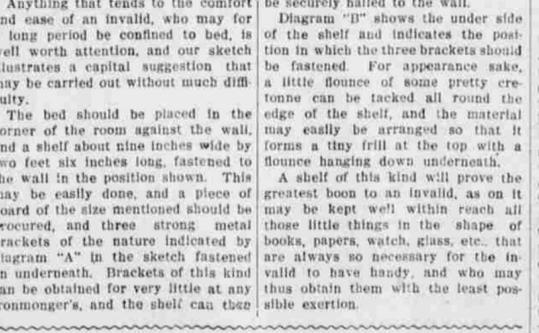 Anything that tends to the comfort
nd ease of an invalid, who may for
long period be confined to bed, is
ell worth attention, and our sketch
lustrates a capital suggestion that
nay be carried out without much diffi-
ulty.
The bed should be placed in the
orner of the room against the wall,
nd a shelf about nine inches wide by
wo feet six inches long, fastened to
he wall in the position shown. This
nay be easily done, and a piece of
oard of the size mentioned should be
rocured, and three strong metal
rackets of the nature indicated by
iagram "A" in the sketch fastened
n underneath. Brackets of this kind
an be obtained for very little at any
ronmonger's, and the shelf can then
be securely nailed to the wall.
Diagram "B" shows the under side
of the shelf and indicates the posi-
tion in which the three brackets should
be fastened. For appearance sake,
a little flounce of some pretty cre-
tonne can be tacked all round the
edge of the shelf, and the material
may easily be arranged so that it
forms a tiny frill at the top with a
flounce hanging down underneath.
A shelf of this kind will prove the
greatest boon to an invalid, as on it
may be kept well within reach all
those little things in the shape of
books, papers, watch, glass, etc., that
are always so necessary for the in-
valid to have handy, and who may
thus obtain them with the least pos-
sible exertion.